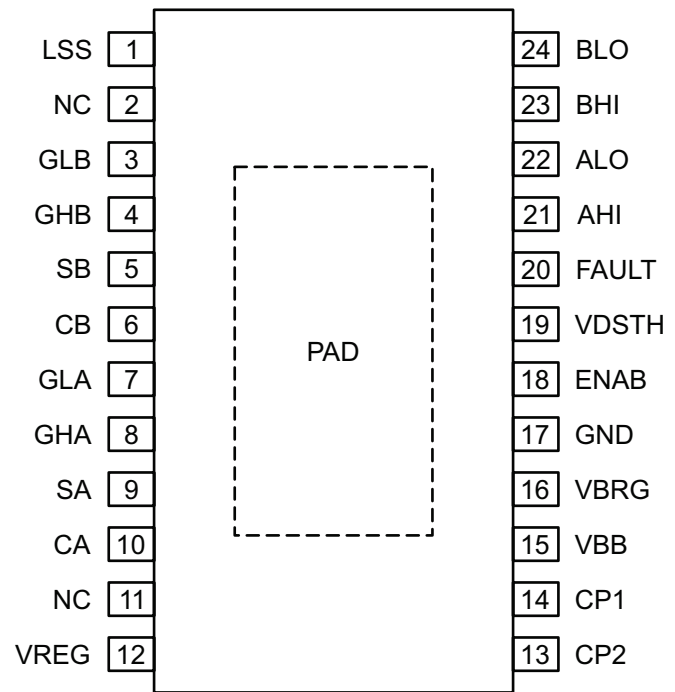 LSS 1 24 BLO
NC 2 23 BHI
GLB 3 22 ALO
GHB 4 21 AHI
SB 5 20 FAULT
CB 6 19 VDSTH
PAD
GLA 7 18 ENAB
GHA 8 17 GND
SA 9 16 VBRG
CA 10 15 VBB
NC 11 14 CP1
VREG 12 13 CP2